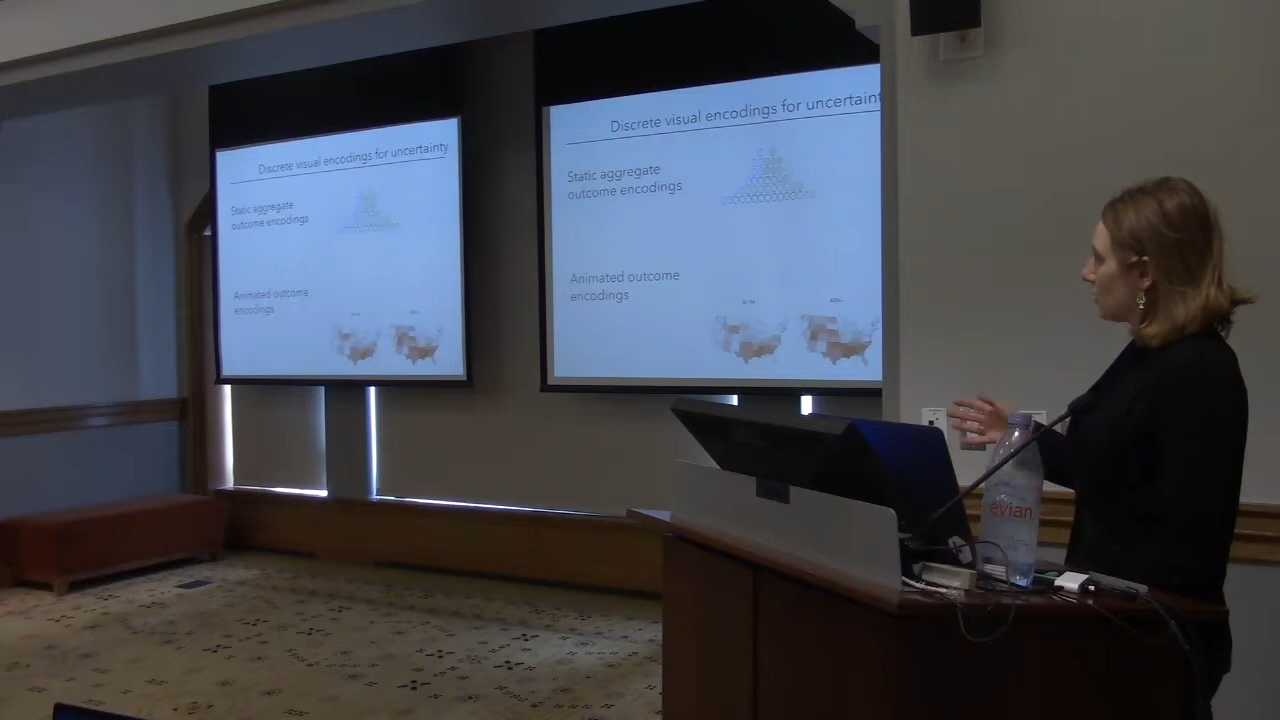 Discrete visual encodings for uncertainty
Static aggregate
outcome encodings
Animated outcome
encodings
Discrete visual encodings for uncertaint
Static aggregate
outcome encodings
Animated outcome
encodings
evian